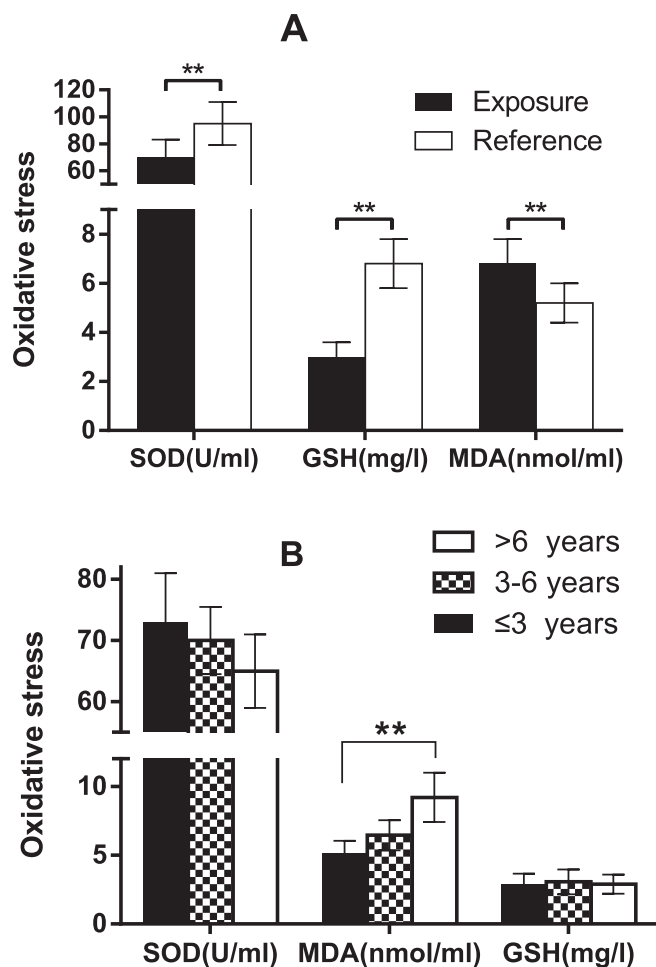 A
**
120
100
80
60
Exposure
Reference
Oxidative stress
**
**
8
6
4
2
0
SOD(U/ml) GSH(mg/l) MDA(nmol/ml)
B
>6 years
3-6 years
≤3 years
80
70
60
Oxidative stress
**
10
5
0
SOD(U/ml) MDA(nmol/ml) GSH(mg/l)